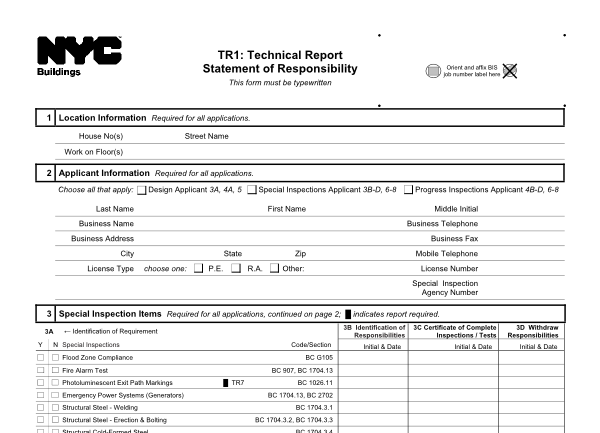 NYC
Buildings
TR1: Technical Report
Statement of Responsibility
This form must be typewritten
Orient and affix BIS
job number label here
1 Location Information Required for all applications.
House No(s) Street Name
Work on Floor(s)
2 Applicant Information Required for all applications.
Choose all that apply: Design Applicant 3A, 4A, 5 Special Inspections Applicant 3B-D, 6-8 Progress Inspections Applicant 4B-D, 6-8
Last Name First Name Middle Initial
Business Name Business Telephone
Business Address Business Fax
City State Zip Mobile Telephone
License Type choose one: P.E. R.A. Other: License Number
Special Inspection
Agency Number
3 Special Inspection Items Required for all applications, continued on page 2; indicates report required.
3A ← Identification of Requirement
3B Identification of
Responsibilities
3C Certificate of Complete
Inspections / Tests
3D Withdraw
Responsibilities
Y N Special Inspections Code/Section Initial & Date Initial & Date Initial & Date
Flood Zone Compliance BC G105
Fire Alarm Test BC 907, BC 1704.13
Photoluminescent Exit Path Markings TR7 BC 1026.11
Emergency Power Systems (Generators) BC 1704.13, BC 2702
Structural Steel - Welding BC 1704.3.1
Structural Steel - Erection & Bolting BC 1704.3.2, BC 1704.3.3
Structural Cold-Formed Steel BC 1704.3.4